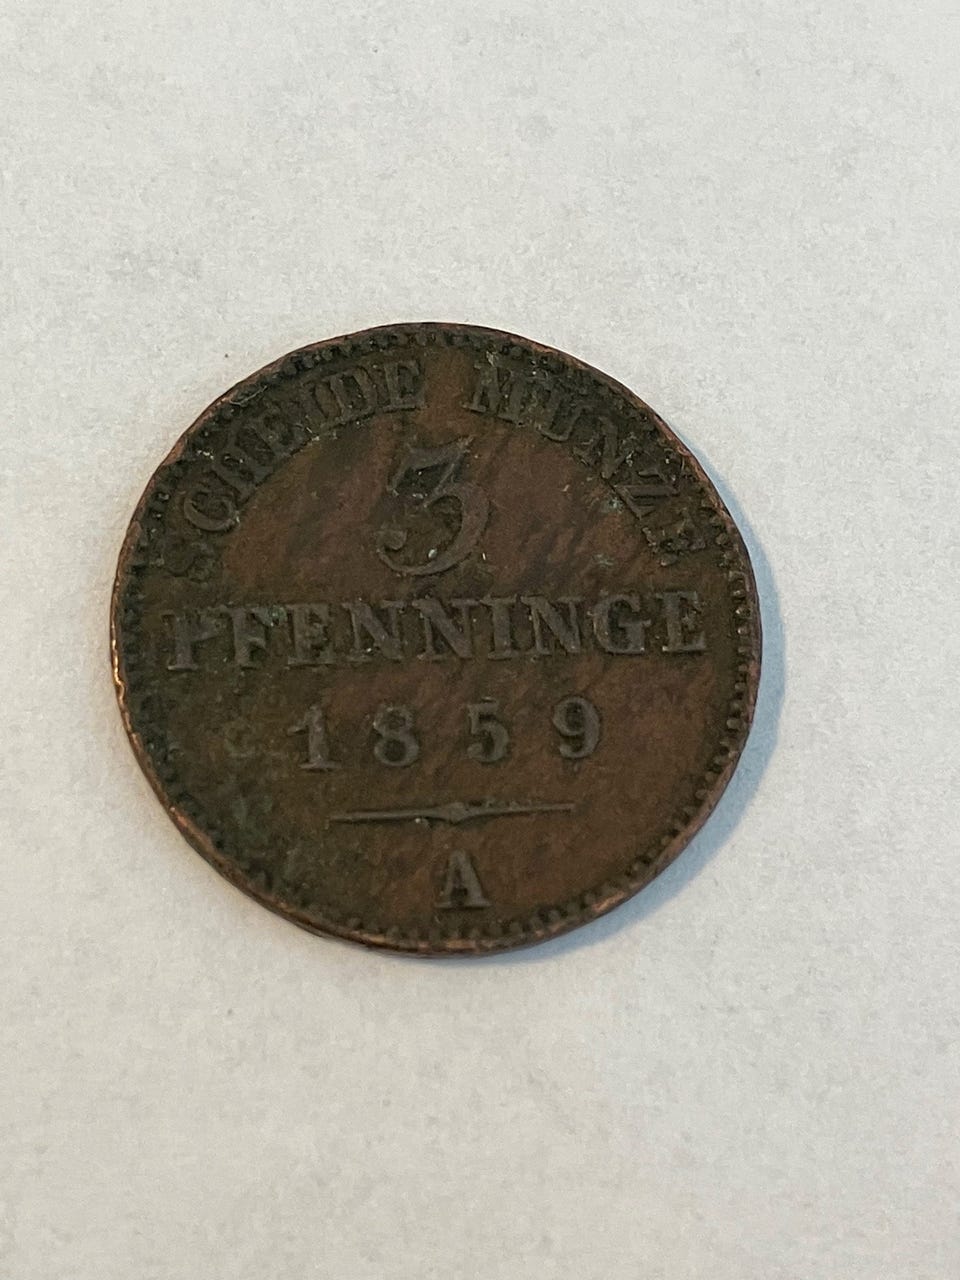 SCHEIDE MÜNZE
3
PFENNINGE
1859
A